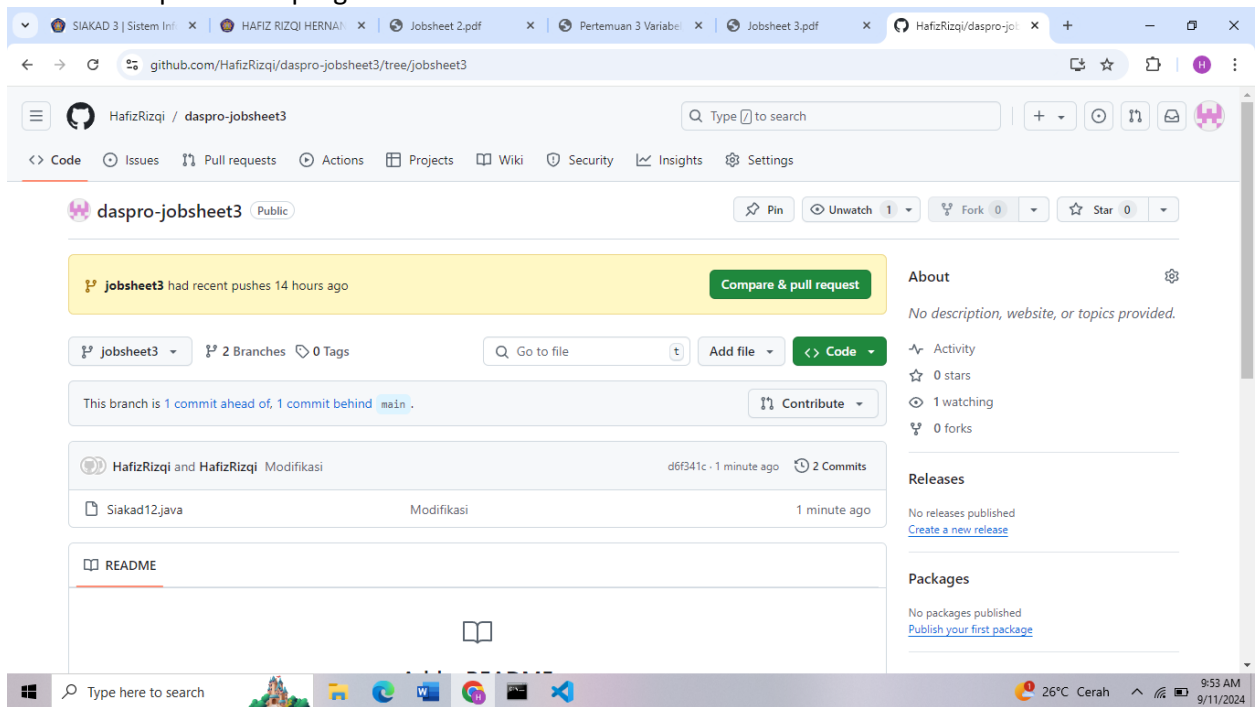 SIAKAD 3 | Sistem Inf
HAFIZ RIZQI HERNAN
Jobsheet 2.pdf
Pertemuan 3 Variabel
Jobsheet 3.pdf
HafizRizqi/daspro-job
github.com/HafizRizqi/daspro-jobsheet3/tree/jobsheet3
H
HafizRizqi / daspro-jobsheet3
Type / to search
Code Issues Pull requests Actions Projects Wiki Security Insights Settings
daspro-jobsheet3 Public
Pin Unwatch 1 Fork 0 Star 0
jobsheet3 had recent pushes 14 hours ago
Compare & pull request
jobsheet3 2 Branches 0 Tags
Go to file t
Add file
<> Code
This branch is 1 commit ahead of, 1 commit behind main .
Contribute
HafizRizqi and HafizRizqi Modifikasi
d6f341c · 1 minute ago 2 Commits
Siakad12.java Modifikasi 1 minute ago
README
About
No description, website, or topics provided.
Activity
0 stars
1 watching
0 forks
Releases
No releases published
Create a new release
Packages
No packages published
Publish your first package
Type here to search
26°C Cerah
9:53 AM
9/11/2024